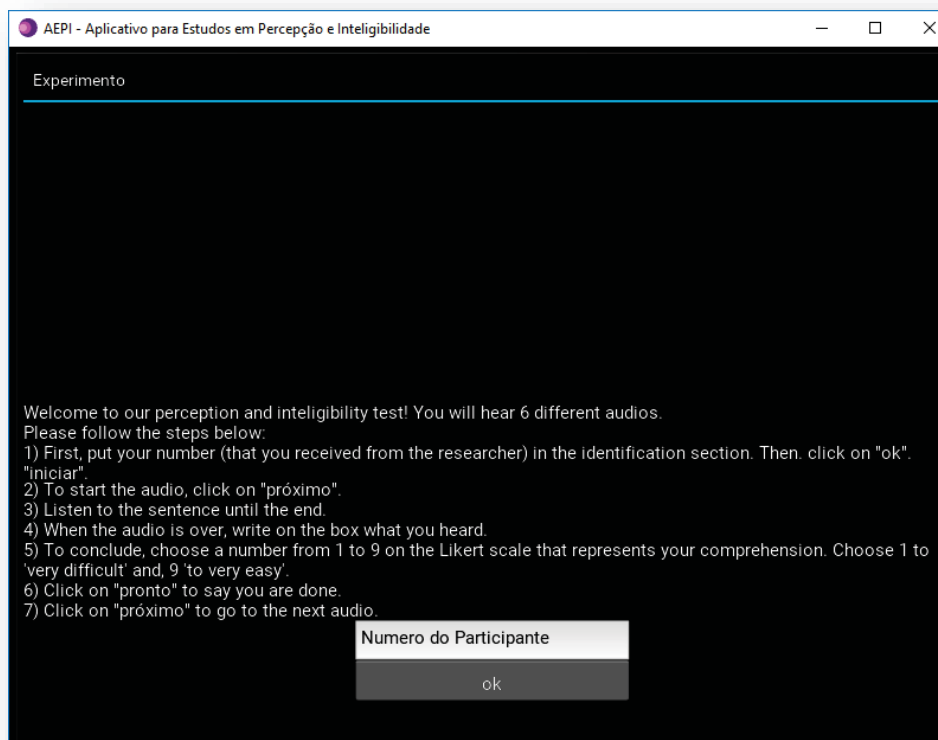 AEPI - Aplicativo para Estudos em Percepção e Inteligibilidade
Experimento
Welcome to our perception and inteligibility test! You will hear 6 different audios.
Please follow the steps below:
1) First, put your number (that you received from the researcher) in the identification section. Then. click on "ok".
"iniciar".
2) To start the audio, click on "próximo".
3) Listen to the sentence until the end.
4) When the audio is over, write on the box what you heard.
5) To conclude, choose a number from 1 to 9 on the Likert scale that represents your comprehension. Choose 1 to
'very difficult' and, 9 'to very easy'.
6) Click on "pronto" to say you are done.
7) Click on "próximo" to go to the next audio.
Numero do Participante
ok